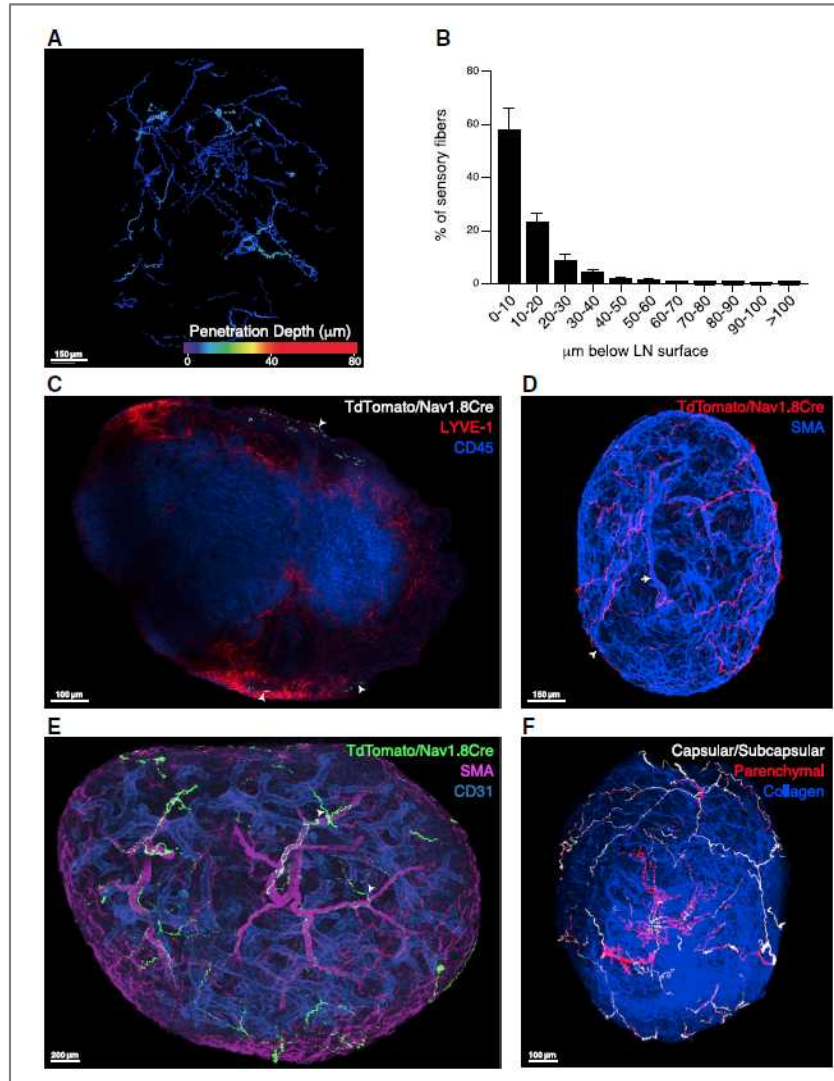 A
Penetration Depth (μm)
0
40
80
150 μm
B
% of sensory fibers
80
60
40
20
0
0-10
10-20
20-30
30-40
40-50
50-60
60-70
70-80
80-90
90-100
>100
μm below LN surface
C
TdTomato/Nav1.8Cre
LYVE-1
CD45
100 μm
D
TdTomato/Nav1.8Cre
SMA
150 μm
E
TdTomato/Nav1.8Cre
SMA
CD31
200 μm
F
Capsular/Subcapsular
Parenchymal
Collagen
100 μm